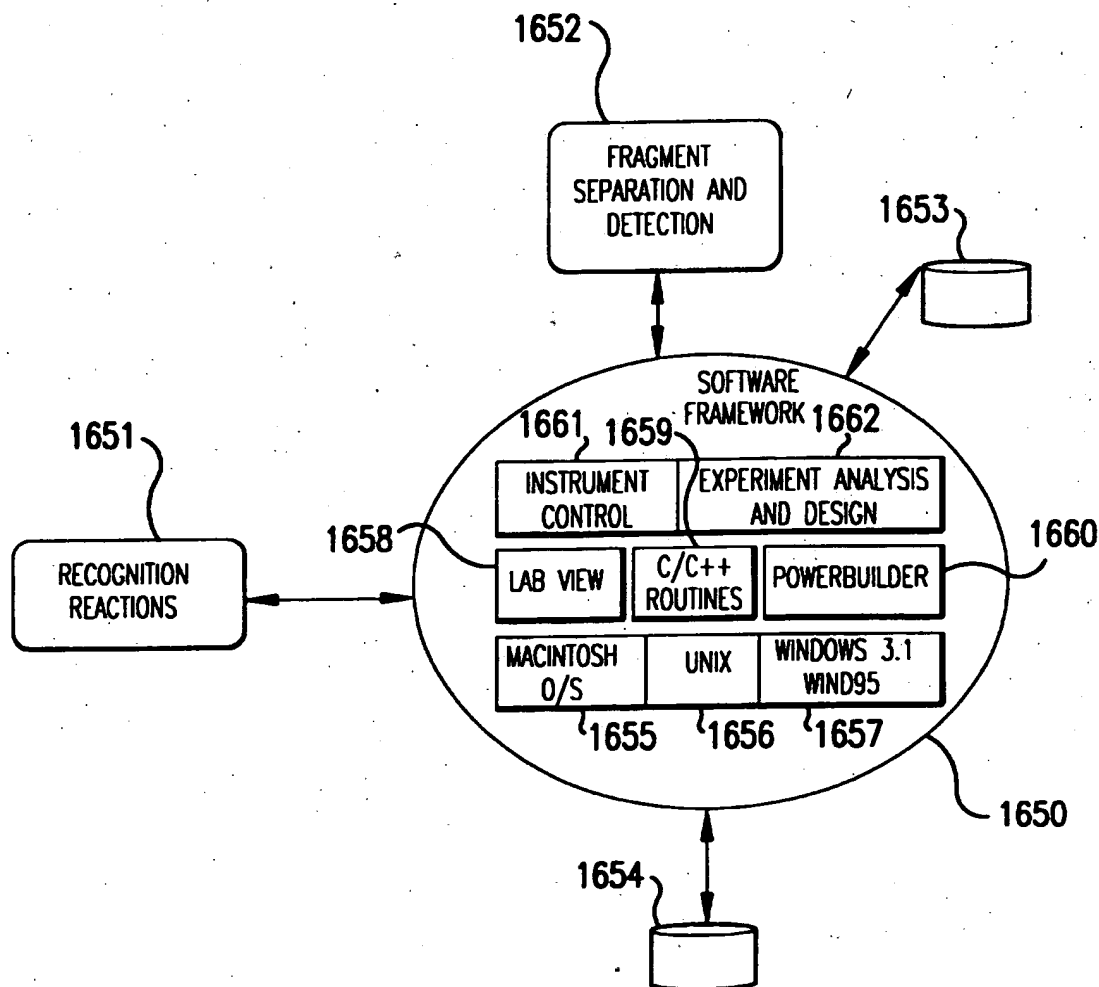 1652
FRAGMENT
SEPARATION AND
DETECTION
1653
SOFTWARE
FRAMEWORK
1661
1659
1662
1651
INSTRUMENT
CONTROL
EXPERIMENT ANALYSIS
AND DESIGN
1658
1660
RECOGNITION
REACTIONS
LAB VIEW
C/C++
ROUTINES
POWERBUILDER
MACINTOSH
O/S
UNIX
WINDOWS 3.1
WIND95
1655
1656
1657
1650
1654